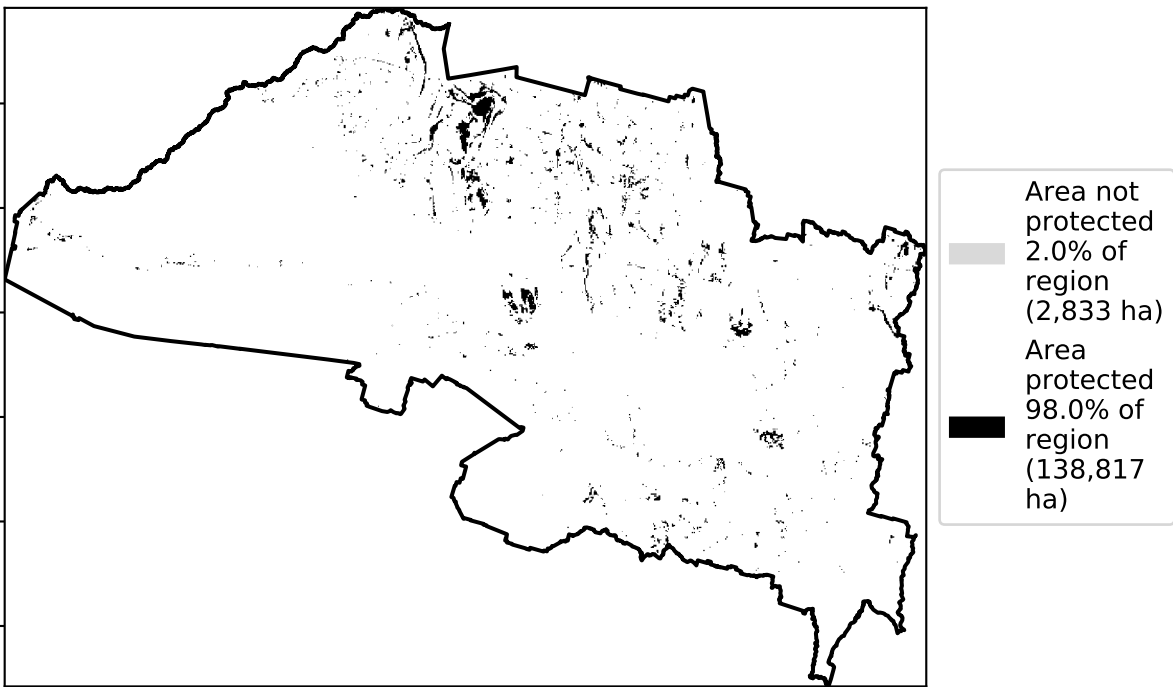 Area not
protected
2.0% of
region
(2,833 ha)
Area
protected
98.0% of
region
(138,817
ha)